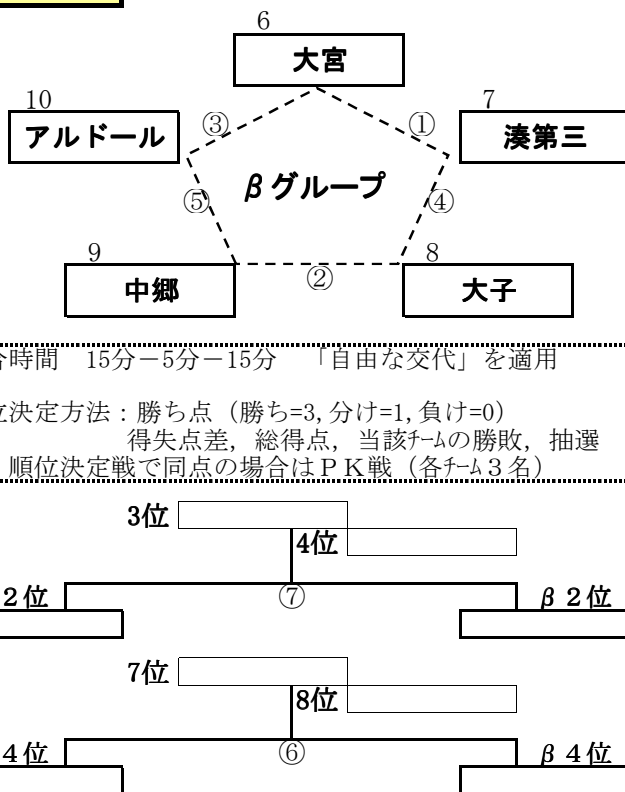 6
大宮
10
7
アルドール
③
①
湊第三
βグループ
⑤
④
9
8
中郷
②
大子
合時間　15分－5分－15分　「自由な交代」を適用
位決定方法：勝ち点（勝ち=3,分け=1,負け=0）
得失点差，総得点，当該ﾁｰﾑの勝敗，抽選
順位決定戦で同点の場合はＰＫ戦（各ﾁｰﾑ３名）
3位
4位
２位
⑦
β２位
7位
8位
４位
⑥
β４位